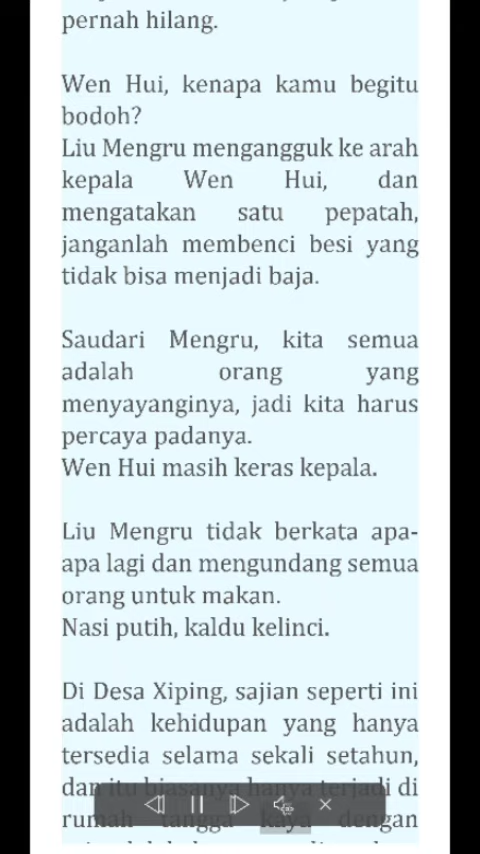 pernah hilang.
Wen Hui, kenapa kamu begitu
bodoh?
Liu Mengru mengangguk ke arah
kepala Wen Hui, dan
mengatakan satu pepatah,
janganlah membenci besi yang
tidak bisa menjadi baja.
Saudari Mengru, kita semua
adalah orang yang
menyayanginya, jadi kita harus
percaya padanya.
Wen Hui masih keras kepala.
Liu Mengru tidak berkata apa-
apa lagi dan mengundang semua
orang untuk makan.
Nasi putih, kaldu kelinci.
Di Desa Xiping, sajian seperti ini
adalah kehidupan yang hanya
tersedia selama sekali setahun,
dan itu biasanya hanya terjadi di
rumah tangga kaya dengan